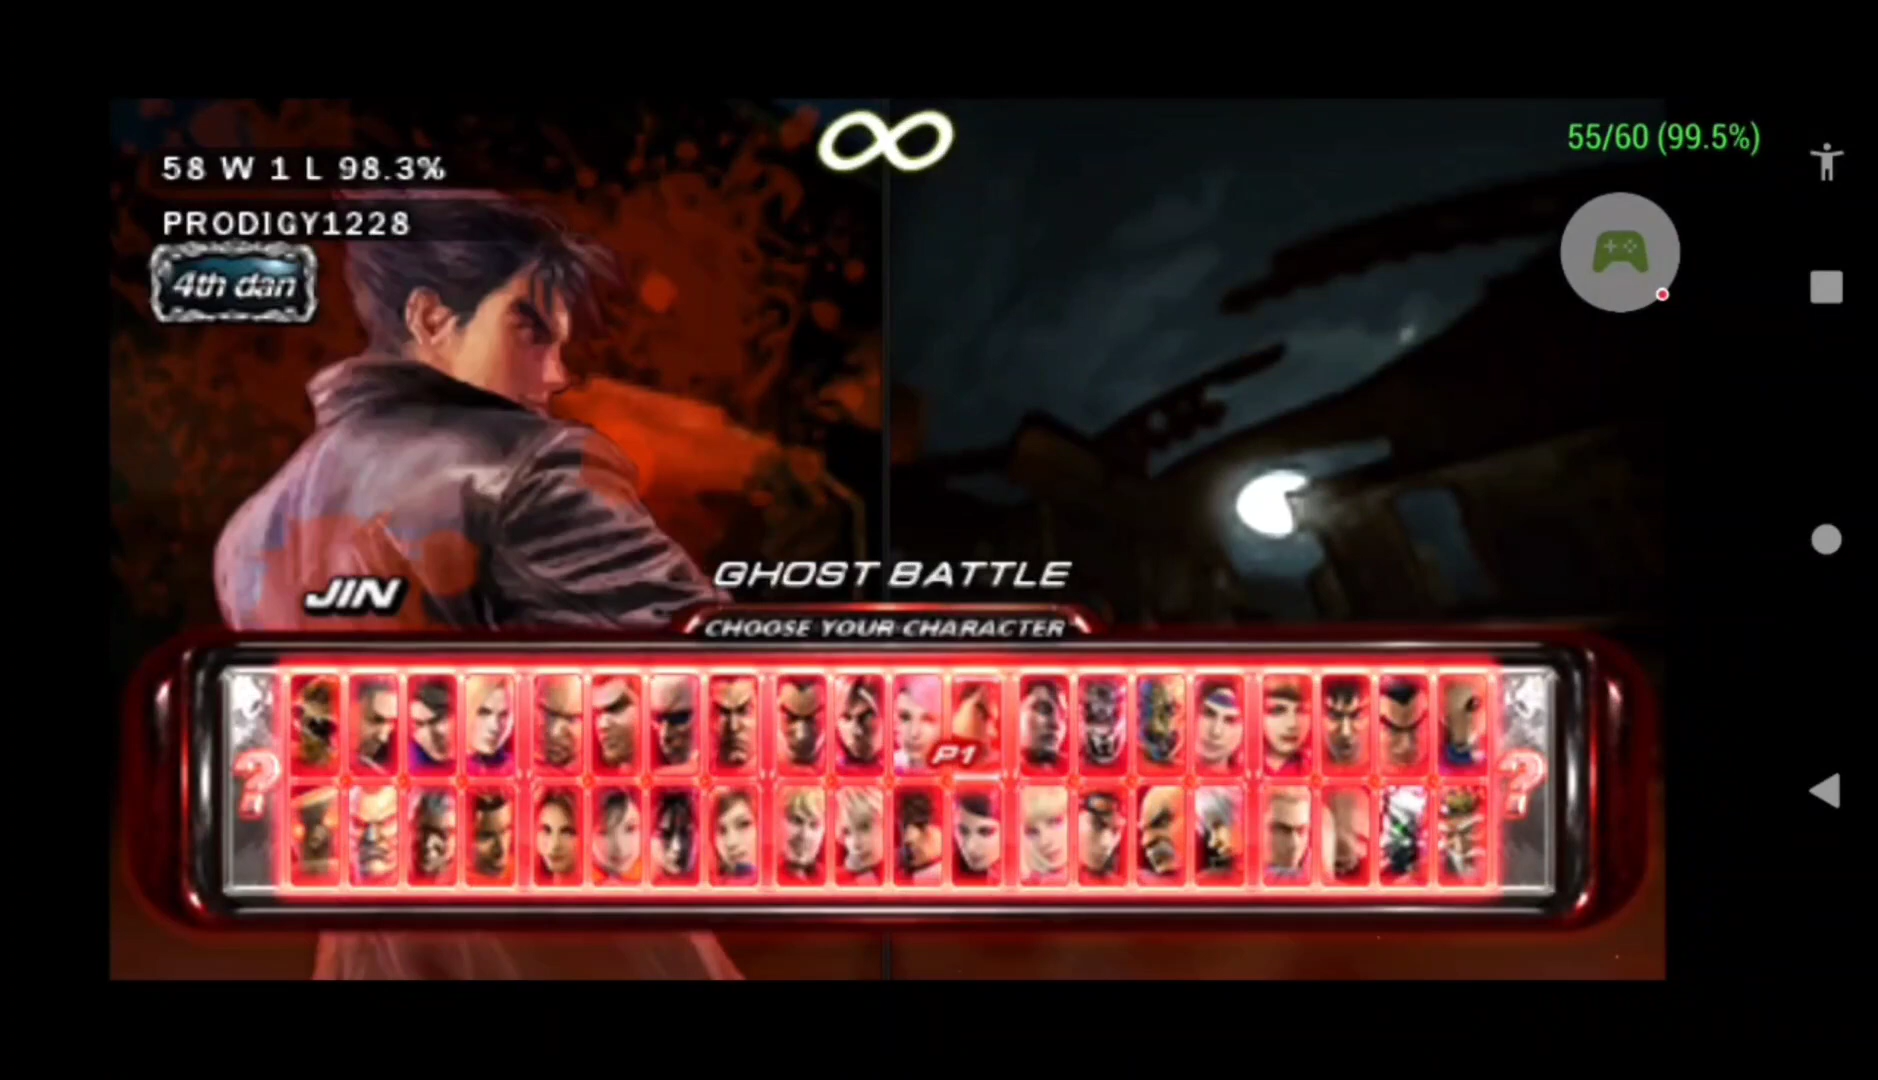 58 W 1 L 98.3%
55/60 (99.5%)
PRODIGY1228
4th dan
GHOST BATTLE
JIN
CHOOSE YOUR CHARACTER
P1
?
?